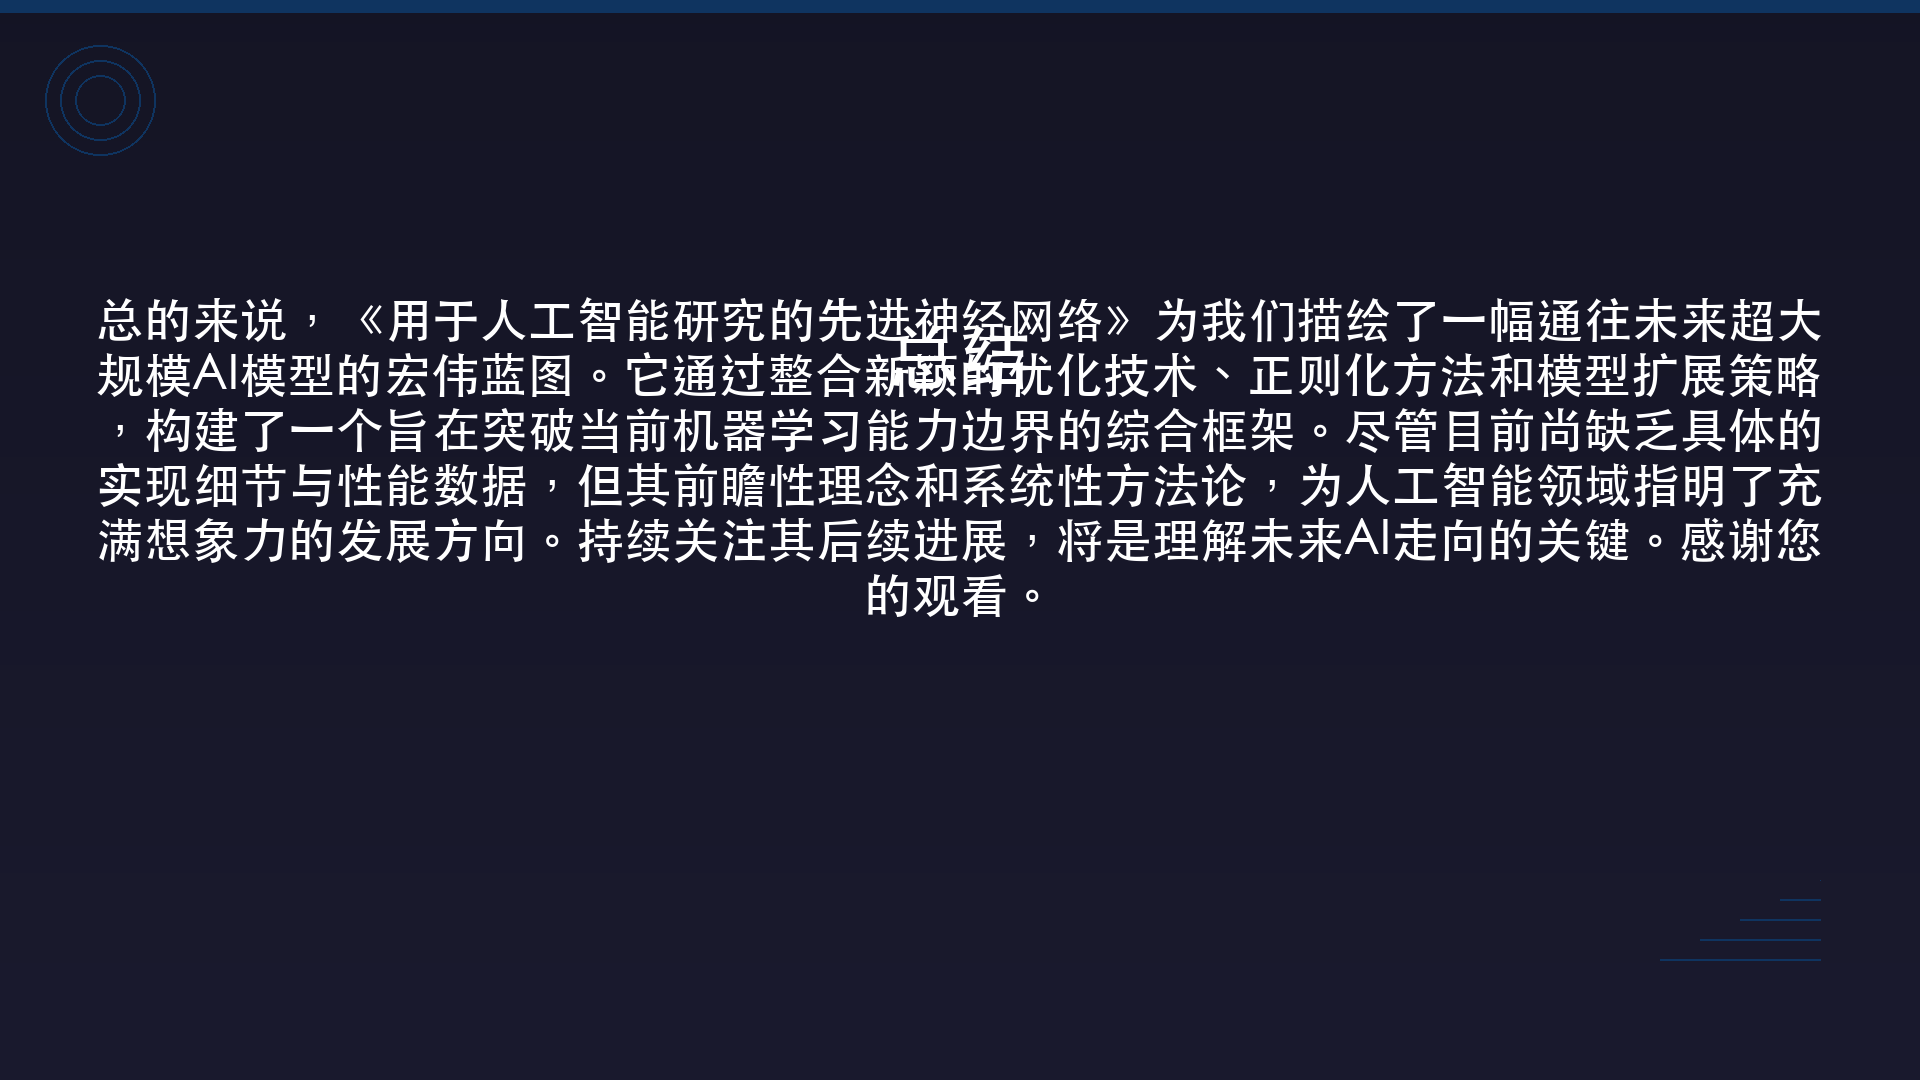 总的来说，《用于人工智能研究的先进神经网络》为我们描绘了一幅通往未来超大
总结
规模AI模型的宏伟蓝图。它通过整合新颖的优化技术、正则化方法和模型扩展策略
，构建了一个旨在突破当前机器学习能力边界的综合框架。尽管目前尚缺乏具体的
实现细节与性能数据，但其前瞻性理念和系统性方法论，为人工智能领域指明了充
满想象力的发展方向。持续关注其后续进展，将是理解未来AI走向的关键。感谢您
的观看。